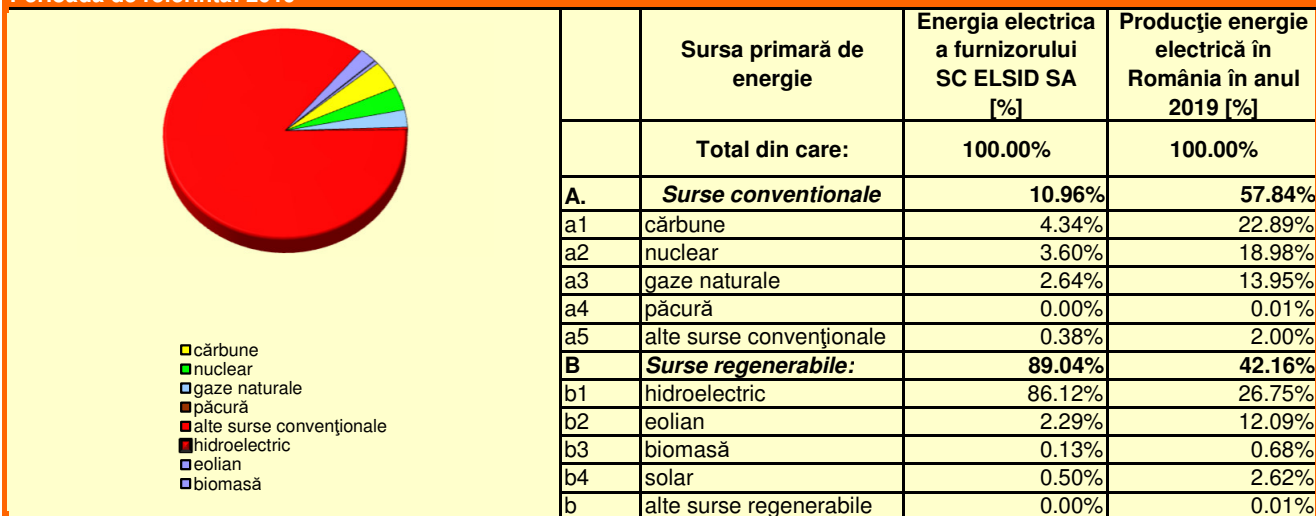 Sursa primară de energie
Energia electrica a furnizorului SC ELSID SA [%]
Producţie energie electrică în România în anul 2019 [%]
Total din care: 100.00% 100.00%
A. Surse conventionale 10.96% 57.84%
a1 cărbune 4.34% 22.89%
a2 nuclear 3.60% 18.98%
a3 gaze naturale 2.64% 13.95%
a4 păcură 0.00% 0.01%
a5 alte surse convenţionale 0.38% 2.00%
B Surse regenerabile: 89.04% 42.16%
b1 hidroelectric 86.12% 26.75%
b2 eolian 2.29% 12.09%
b3 biomasă 0.13% 0.68%
b4 solar 0.50% 2.62%
b alte surse regenerabile 0.00% 0.01%
cărbune
nuclear
gaze naturale
păcură
alte surse convenţionale
hidroelectric
eolian
biomasă